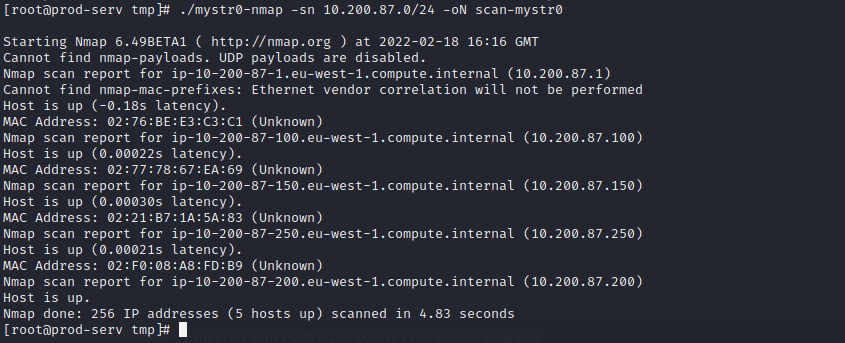 [root@prod-serv tmp]# ./mystr0-nmap -sn 10.200.87.0/24 -oN scan-mystr0
Starting Nmap 6.49BETA1 ( http://nmap.org ) at 2022-02-18 16:16 GMT
Cannot find nmap-payloads. UDP payloads are disabled.
Nmap scan report for ip-10-200-87-1.eu-west-1.compute.internal (10.200.87.1)
Cannot find nmap-mac-prefixes: Ethernet vendor correlation will not be performed
Host is up (-0.18s latency).
MAC Address: 02:76:BE:E3:C3:C1 (Unknown)
Nmap scan report for ip-10-200-87-100.eu-west-1.compute.internal (10.200.87.100)
Host is up (0.00022s latency).
MAC Address: 02:77:78:67:EA:69 (Unknown)
Nmap scan report for ip-10-200-87-150.eu-west-1.compute.internal (10.200.87.150)
Host is up (0.00030s latency).
MAC Address: 02:21:B7:1A:5A:83 (Unknown)
Nmap scan report for ip-10-200-87-250.eu-west-1.compute.internal (10.200.87.250)
Host is up (0.00021s latency).
MAC Address: 02:F0:08:A8:FD:B9 (Unknown)
Nmap scan report for ip-10-200-87-200.eu-west-1.compute.internal (10.200.87.200)
Host is up.
Nmap done: 256 IP addresses (5 hosts up) scanned in 4.83 seconds
[root@prod-serv tmp]#